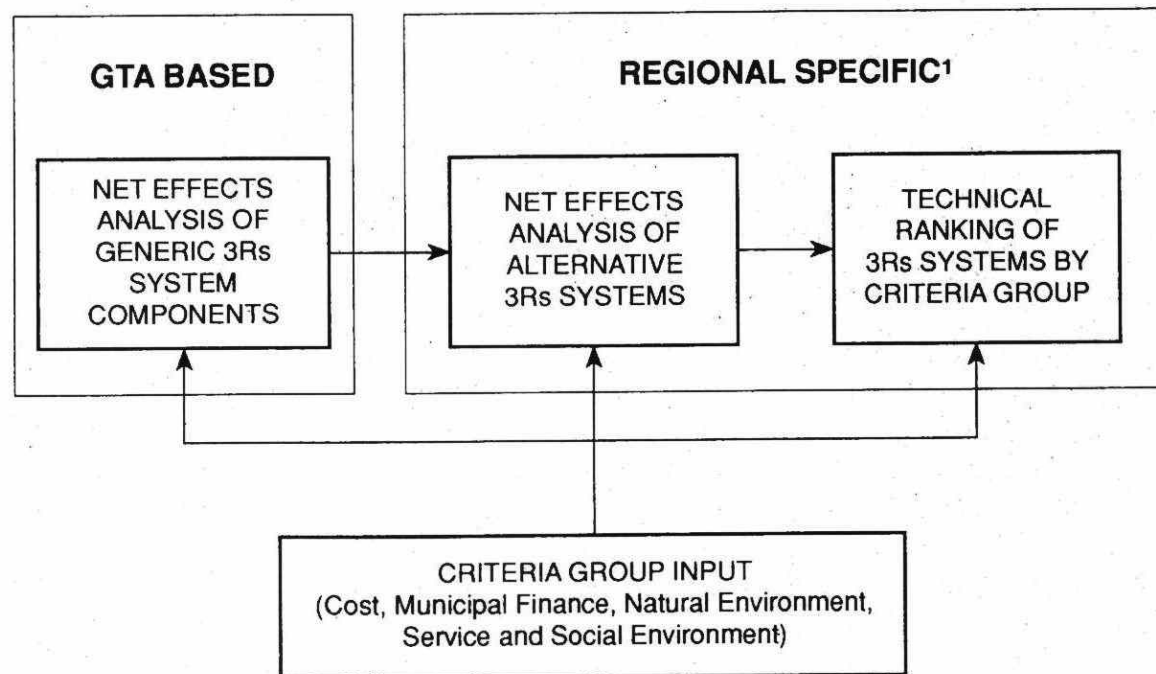 GTA BASED
NET EFFECTS
ANALYSIS OF
GENERIC 3Rs
SYSTEM
COMPONENTS
REGIONAL SPECIFIC¹
NET EFFECTS
ANALYSIS OF
ALTERNATIVE
3Rs SYSTEMS
TECHNICAL
RANKING OF
3Rs SYSTEMS BY
CRITERIA GROUP
CRITERIA GROUP INPUT
(Cost, Municipal Finance, Natural Environment,
Service and Social Environment)